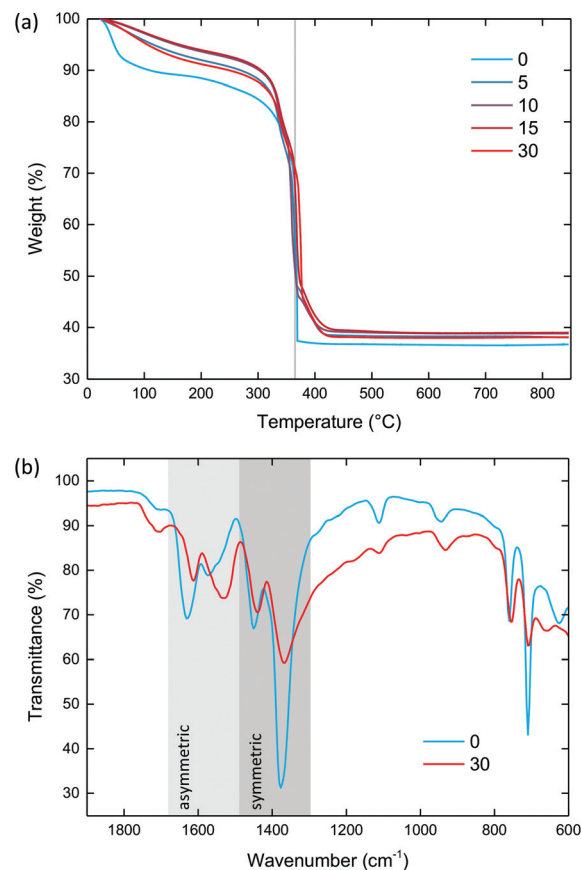 (a)
100
90
80
70
60
50
40
30
Weight (%)
0
5
10
15
30
0 100 200 300 400 500 600 700 800
Temperature (°C)
(b)
100
90
80
70
60
50
40
30
Transmittance (%)
asymmetric
symmetric
0
30
1800 1600 1400 1200 1000 800 600
Wavenumber (cm⁻¹)